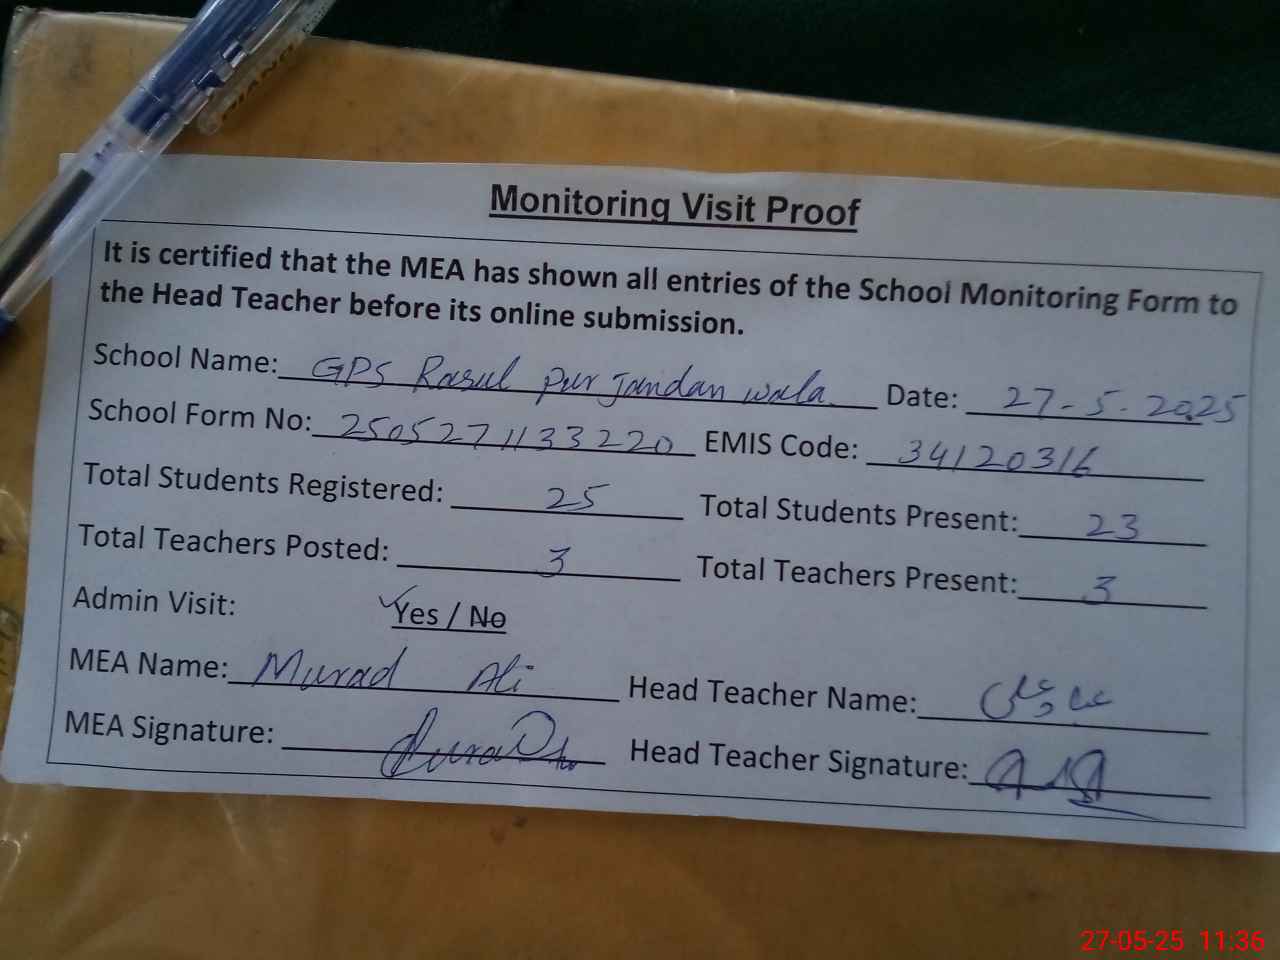 Monitoring Visit Proof
It is certified that the MEA has shown all entries of the School Monitoring Form to
the Head Teacher before its online submission.
School Name: GPS Rasul pur Jandan wala Date: 27-5-2025
School Form No: 2505271133220 EMIS Code: 34120316
Total Students Registered: 25 Total Students Present: 23
Total Teachers Posted: 3 Total Teachers Present: 3
Admin Visit: Yes / No
MEA Name: Murad Ali Head Teacher Name:
MEA Signature: Head Teacher Signature:
27-05-25 11:36